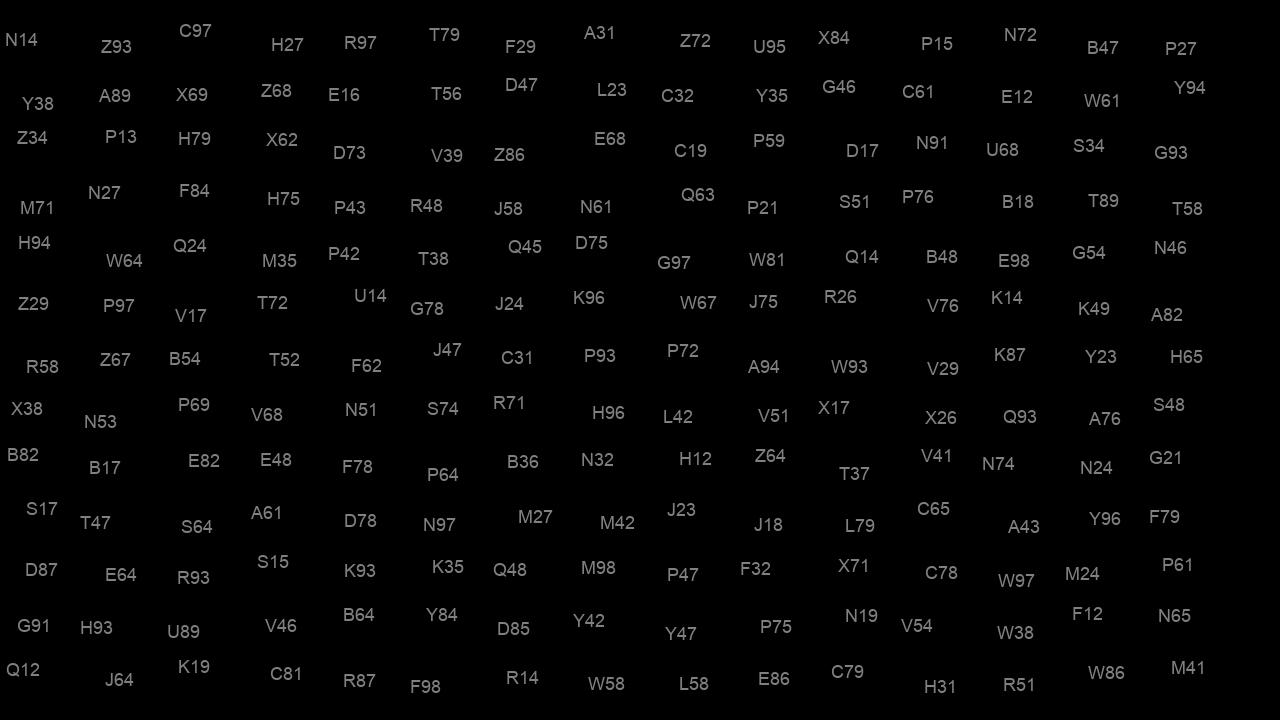 N14 Z93 C97 H27 R97 T79 F29 A31 Z72 U95 X84 P15 N72 B47 P27
Y38 A89 X69 Z68 E16 T56 D47 L23 C32 Y35 G46 C61 E12 W61 Y94
Z34 P13 H79 X62 D73 V39 Z86 E68 C19 P59 D17 N91 U68 S34 G93
M71 N27 F84 H75 P43 R48 J58 N61 Q63 P21 S51 P76 B18 T89 T58
H94 W64 Q24 M35 P42 T38 Q45 D75 G97 W81 Q14 B48 E98 G54 N46
Z29 P97 V17 T72 U14 G78 J24 K96 W67 J75 R26 V76 K14 K49 A82
R58 Z67 B54 T52 F62 J47 C31 P93 P72 A94 W93 V29 K87 Y23 H65
X38 N53 P69 V68 N51 S74 R71 H96 L42 V51 X17 X26 Q93 A76 S48
B82 B17 E82 E48 F78 P64 B36 N32 H12 Z64 T37 V41 N74 N24 G21
S17 T47 S64 A61 D78 N97 M27 M42 J23 J18 L79 C65 A43 Y96 F79
D87 E64 R93 S15 K93 K35 Q48 M98 P47 F32 X71 C78 W97 M24 P61
G91 H93 U89 V46 B64 Y84 D85 Y42 Y47 P75 N19 V54 W38 F12 N65
Q12 J64 K19 C81 R87 F98 R14 W58 L58 E86 C79 H31 R51 W86 M41